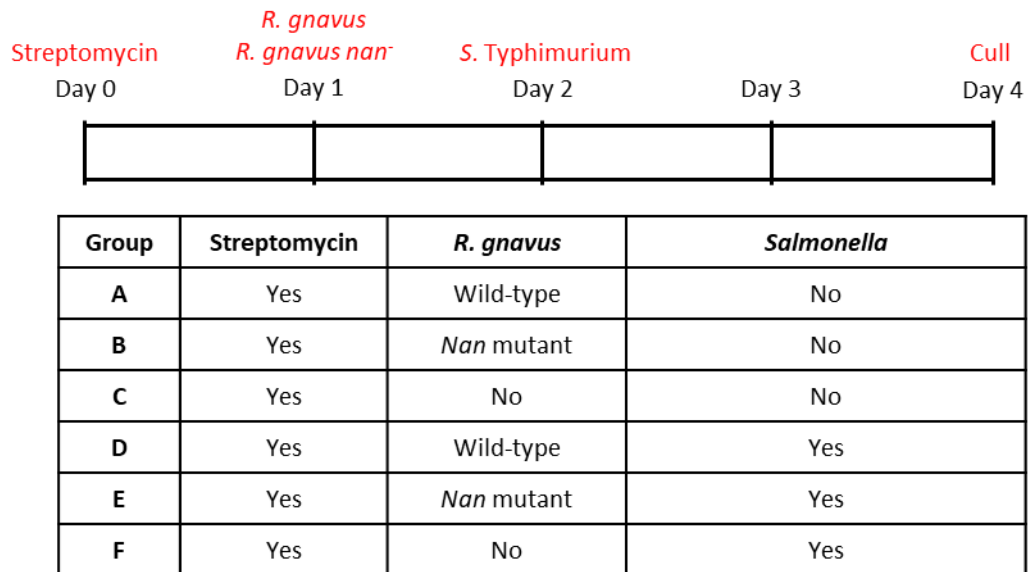 R. gnavus
Streptomycin R. gnavus nan⁻ S. Typhimurium Cull
Day 0 Day 1 Day 2 Day 3 Day 4
Group Streptomycin R. gnavus Salmonella
A Yes Wild-type No
B Yes Nan mutant No
C Yes No No
D Yes Wild-type Yes
E Yes Nan mutant Yes
F Yes No Yes